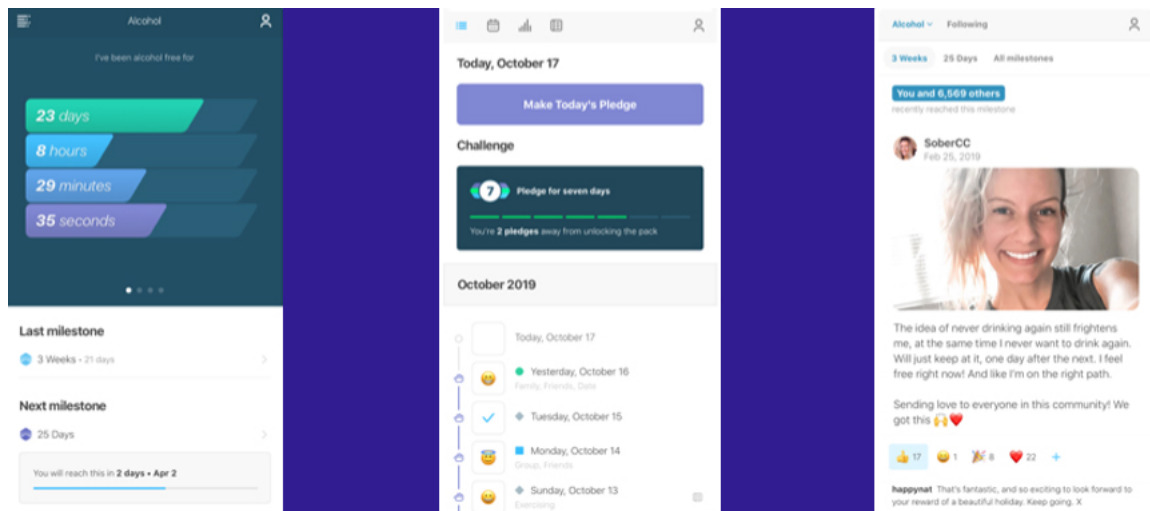 Alcohol
I've been alcohol free for
23 days
8 hours
29 minutes
35 seconds
Last milestone
3 Weeks • 21 days
Next milestone
25 Days
You will reach this in 2 days • Apr 2
Today, October 17
Make Today's Pledge
Challenge
7 Pledge for seven days
You're 2 pledges away from unlocking the pack
October 2019
Today, October 17
Yesterday, October 16
Family, Friends, Date
Tuesday, October 15
Monday, October 14
Group, Friends
Sunday, October 13
Exercising
Alcohol Following
3 Weeks 25 Days All milestones
You and 6,569 others
recently reached this milestone
SoberCC
Feb 25, 2019
The idea of never drinking again still frightens
me, at the same time I never want to drink again.
Will just keep at it, one day after the next. I feel
free right now! And like I'm on the right path.
Sending love to everyone in this community! We
got this 🙌❤️
👍 17 😀 1 🎉 8 ❤️ 22 +
happynat That's fantastic, and so exciting to look forward to
your reward of a beautiful holiday. Keep going. X